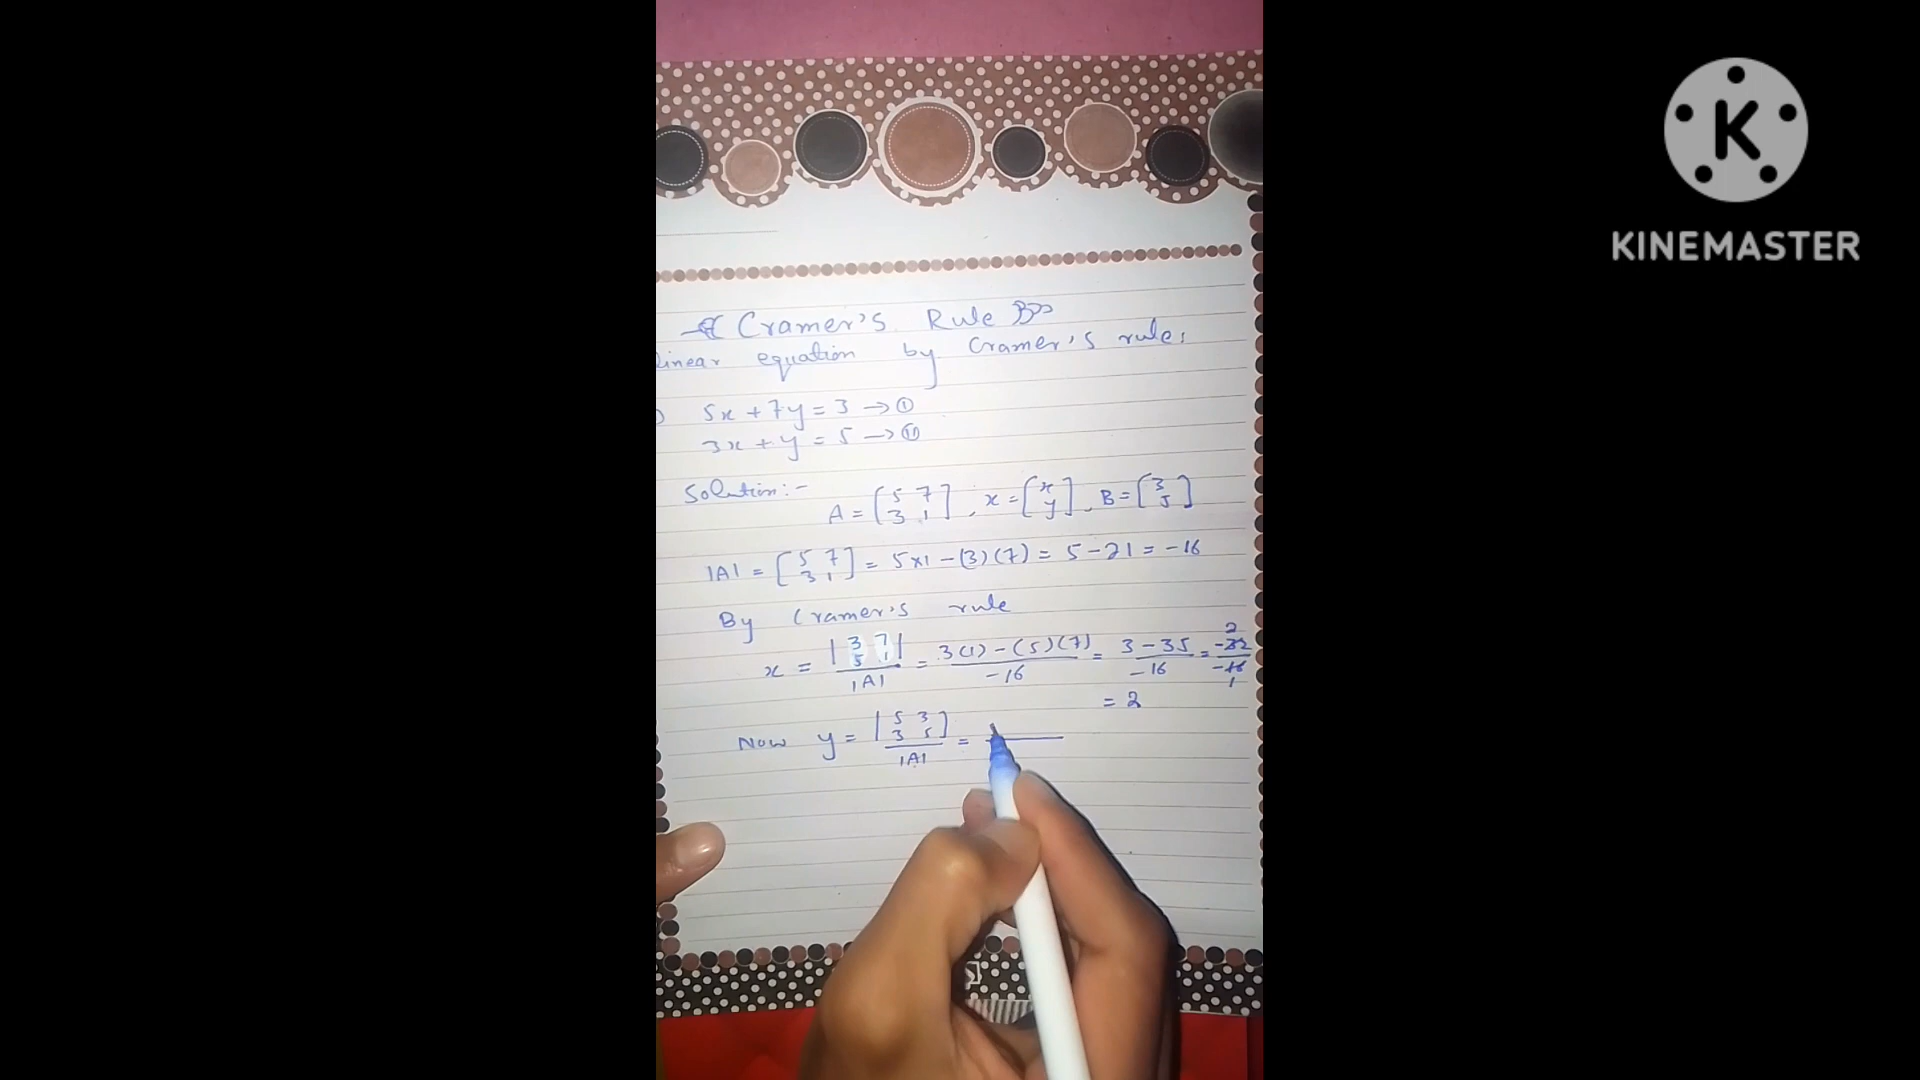 Cramer's Rule
linear equation by Cramer's rule:
5x + 7y = 3 → ①
3x + y = 5 → ⑪
Solution:-
A = [5 7 3 1], x = [x y], B = [3 5]
|A| = [5 7 3 1] = 5x1 - (3)(7) = 5 - 21 = -16
By Cramer's rule
x = |3 7 5 1| / |A| = 3(1) - (5)(7) / -16 = 3 - 35 / -16 = -32 / -16 2 1
= 2
Now y = |5 3 3 5] / |A| =
K
KINEMASTER